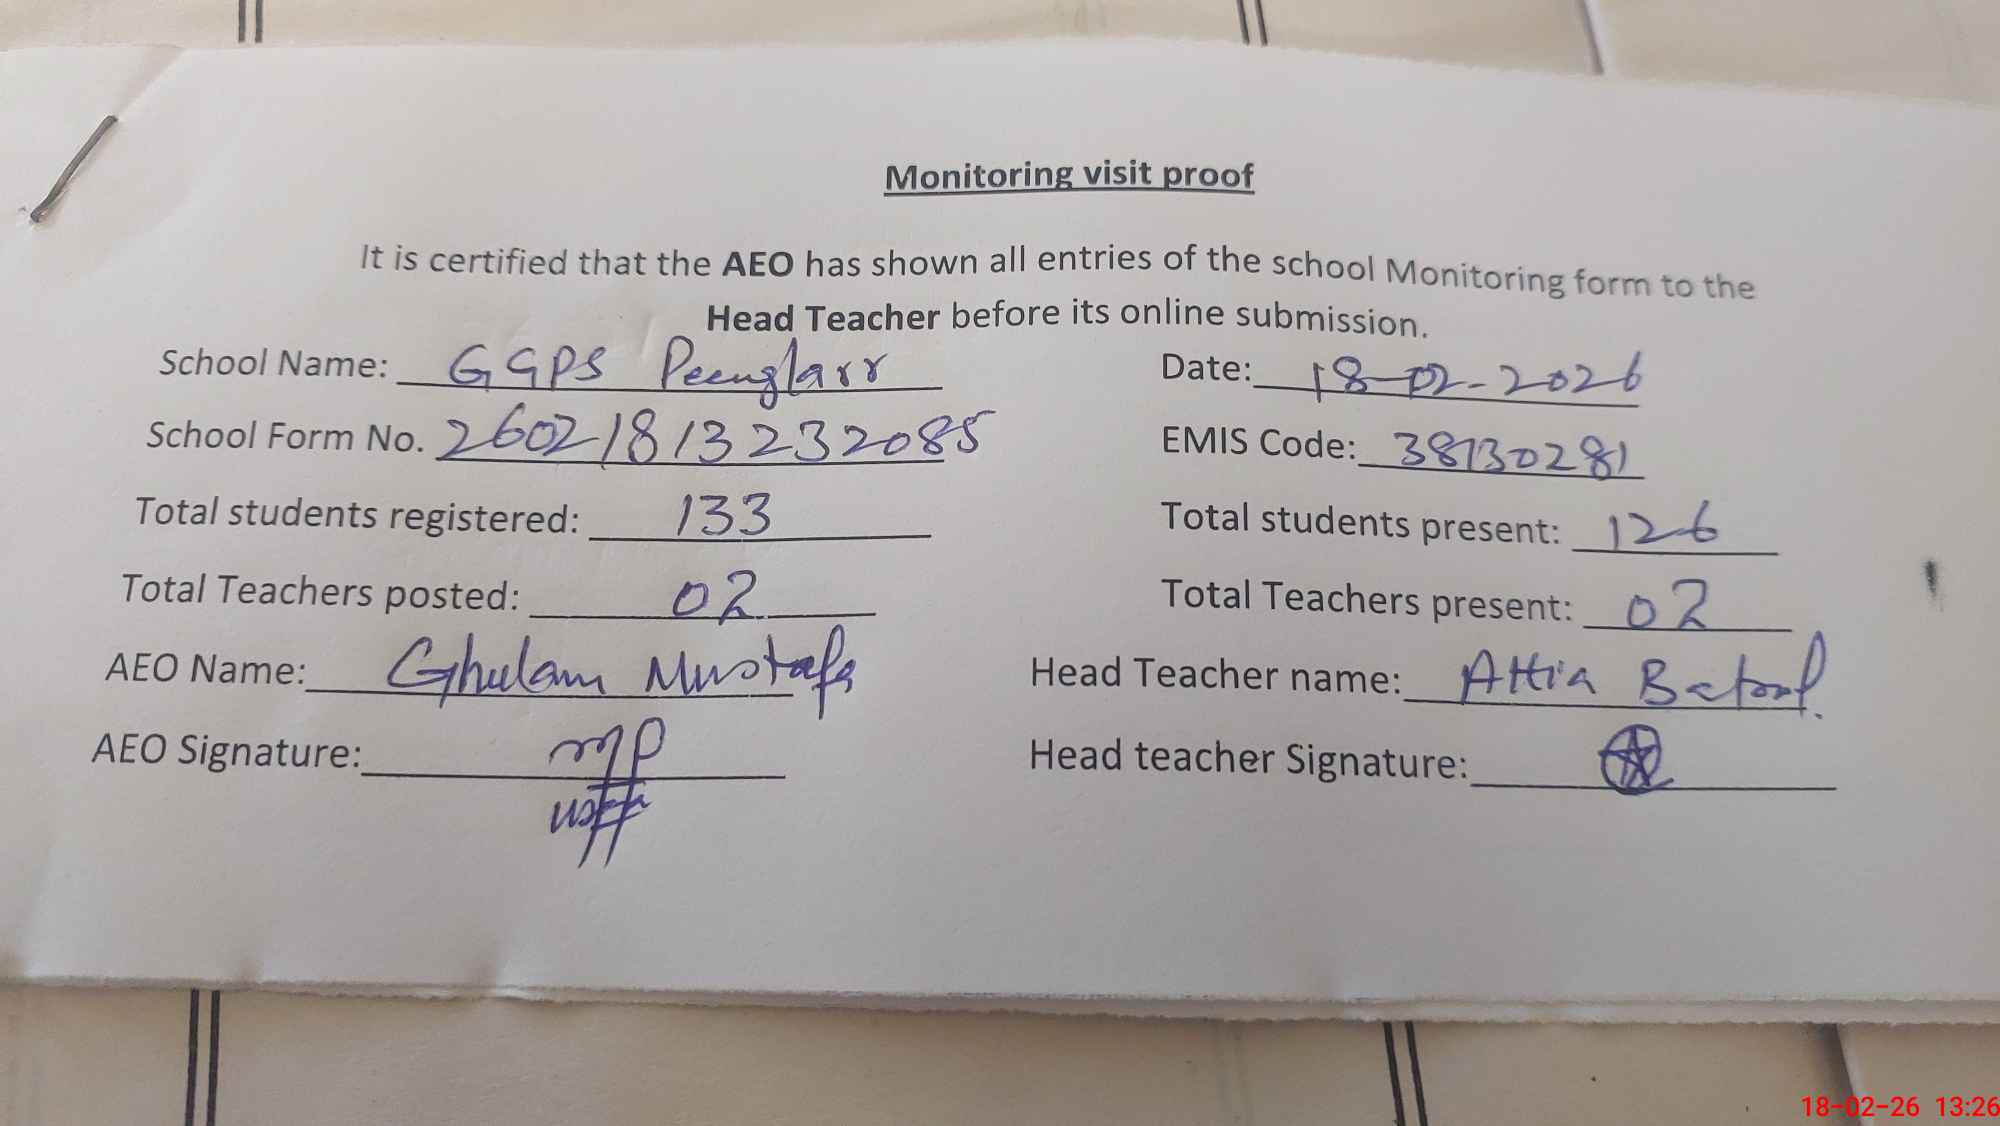 Monitoring visit proof
It is certified that the AEO has shown all entries of the school Monitoring form to the
Head Teacher before its online submission.
School Name: GGPS Peenglarr Date: 18-02-2026
School Form No. 2602181323 2085 EMIS Code: 38130281
Total students registered: 133 Total students present: 126
Total Teachers posted: 02 Total Teachers present: 02
AEO Name: Ghulam Mustafa Head Teacher name: Attia Batool.
AEO Signature: Head teacher Signature:
18-02-26 13:26